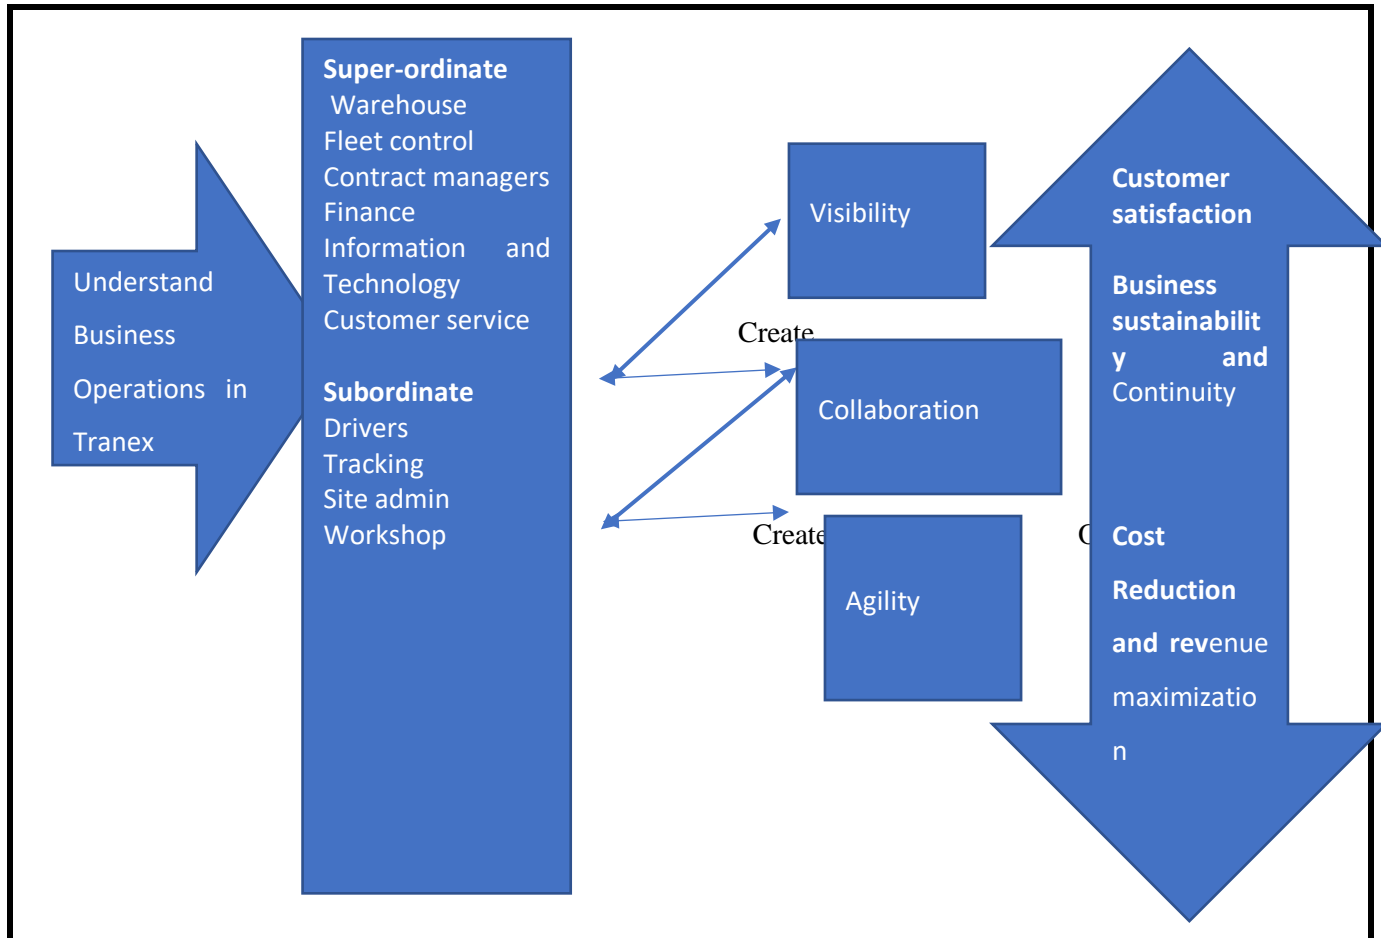 Understand
Business
Operations in
Tranex
Super-ordinate
Warehouse
Fleet control
Contract managers
Finance
Information and
Technology
Customer service
Subordinate
Drivers
Tracking
Site admin
Workshop
Visibility
Create
Collaboration
Create
Agility
Customer
satisfaction
Business
sustainabilit
y and
Continuity
Cost
Reduction
and revenue
maximizatio
n